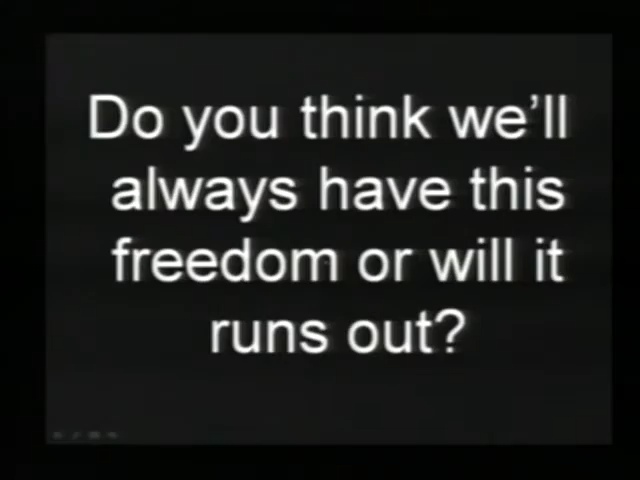 Do you think we'll
always have this
freedom or will it
runs out?